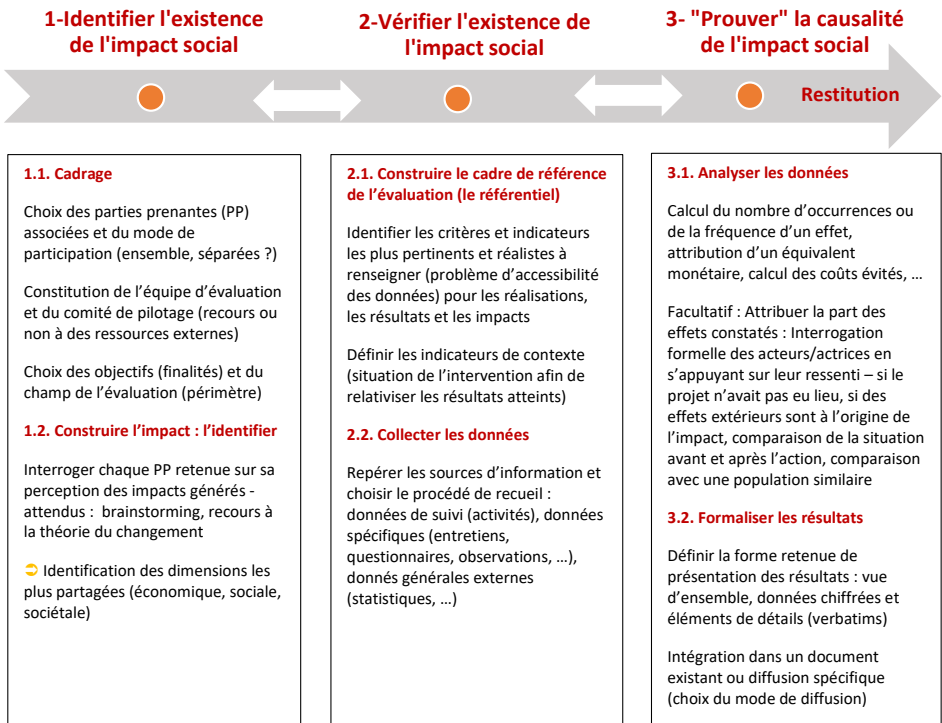 1-Identifier l'existence
de l'impact social
2-Vérifier l'existence de
l'impact social
3- "Prouver" la causalité
de l'impact social
Restitution
1.1. Cadrage
Choix des parties prenantes (PP)
associées et du mode de
participation (ensemble, séparées ?)
Constitution de l'équipe d'évaluation
et du comité de pilotage (recours ou
non à des ressources externes)
Choix des objectifs (finalités) et du
champ de l'évaluation (périmètre)
1.2. Construire l'impact : l'identifier
Interroger chaque PP retenue sur sa
perception des impacts générés -
attendus : brainstorming, recours à
la théorie du changement
➲ Identification des dimensions les
plus partagées (économique, sociale,
sociétale)
2.1. Construire le cadre de référence
de l'évaluation (le référentiel)
Identifier les critères et indicateurs
les plus pertinents et réalistes à
renseigner (problème d'accessibilité
des données) pour les réalisations,
les résultats et les impacts
Définir les indicateurs de contexte
(situation de l'intervention afin de
relativiser les résultats atteints)
2.2. Collecter les données
Repérer les sources d'information et
choisir le procédé de recueil :
données de suivi (activités), données
spécifiques (entretiens,
questionnaires, observations, …),
donnés générales externes
(statistiques, …)
3.1. Analyser les données
Calcul du nombre d'occurrences ou
de la fréquence d'un effet,
attribution d'un équivalent
monétaire, calcul des coûts évités, …
Facultatif : Attribuer la part des
effets constatés : Interrogation
formelle des acteurs/actrices en
s'appuyant sur leur ressenti – si le
projet n'avait pas eu lieu, si des
effets extérieurs sont à l'origine de
l'impact, comparaison de la situation
avant et après l'action, comparaison
avec une population similaire
3.2. Formaliser les résultats
Définir la forme retenue de
présentation des résultats : vue
d'ensemble, données chiffrées et
éléments de détails (verbatims)
Intégration dans un document
existant ou diffusion spécifique
(choix du mode de diffusion)